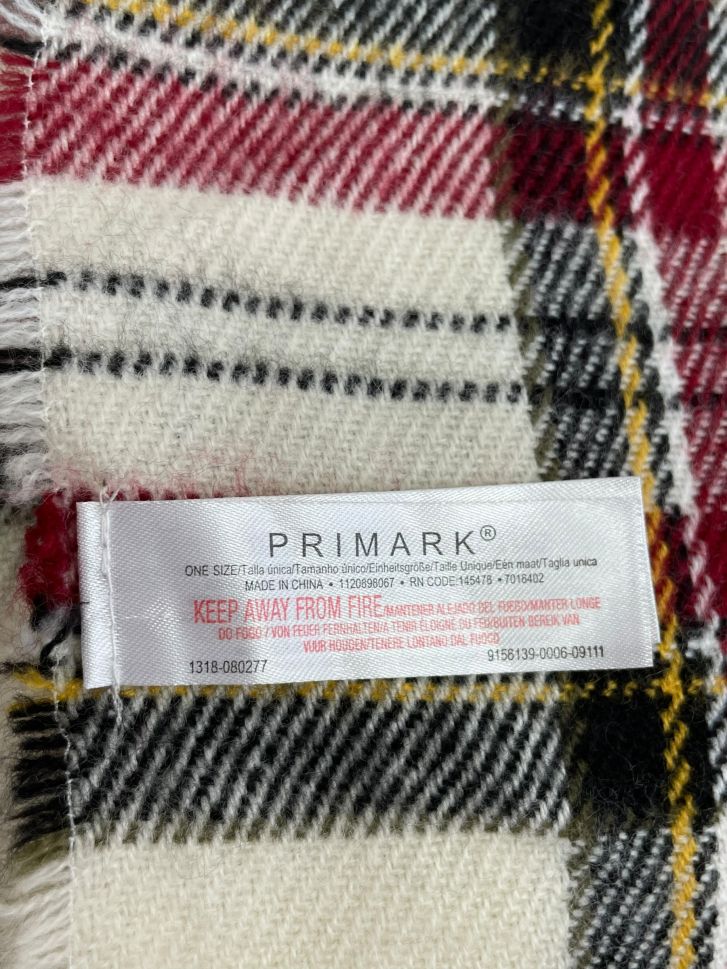 PRIMARK®
ONE SIZE/Talla única/Tamanho único/Einheitsgröße/Taille Unique/Eén maat/Taglia unica
MADE IN CHINA • 1120898067 • RN CODE:145478 •7016402
KEEP AWAY FROM FIRE/MANTENER ALEJADO DEL FUEGO/MANTER LONGE
DO FOGO / VON FEUER FERNHALTEN/A TENIR ÉLOIGNÉ DU FEU/BUITEN BEREIK VAN
VUUR HOUDEN/TENERE LONTANO DAL FUOCO
1318-080277
9156139-0006-09111